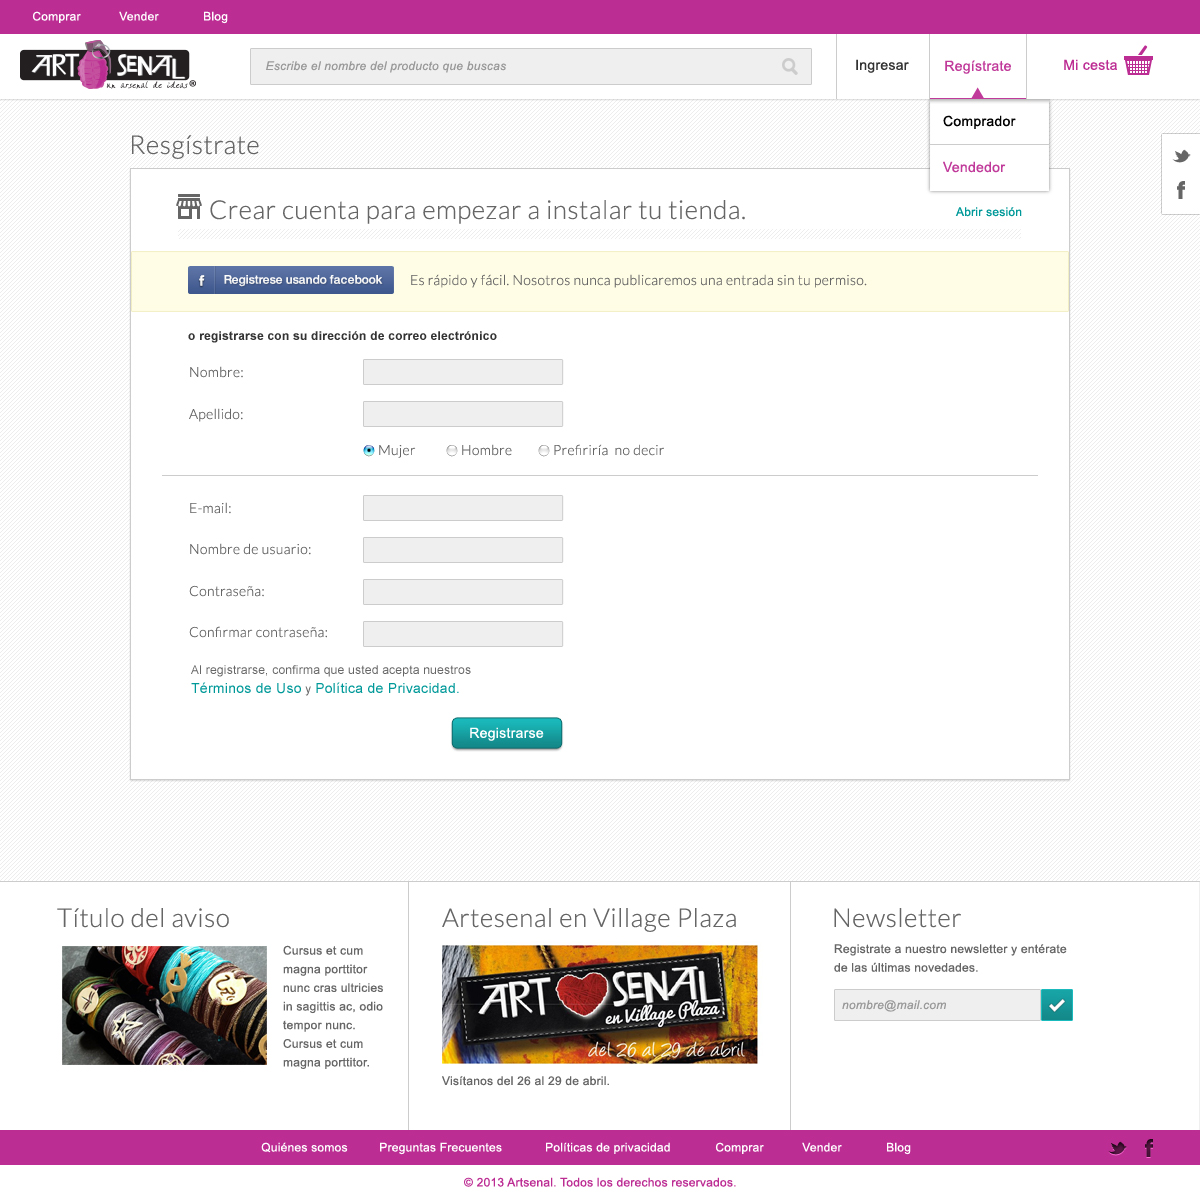 Comprar Vender Blog
ART SENAL
un arsenal de ideas®
Escribe el nombre del producto que buscas
Ingresar
Regístrate
Mi cesta
Comprador
Vendedor
Resgístrate
Crear cuenta para empezar a instalar tu tienda.
Abrir sesión
f Registrese usando facebook
Es rápido y fácil. Nosotros nunca publicaremos una entrada sin tu permiso.
o registrarse con su dirección de correo electrónico
Nombre:
Apellido:
Mujer Hombre Prefiriría no decir
E-mail:
Nombre de usuario:
Contraseña:
Confirmar contraseña:
Al registrarse, confirma que usted acepta nuestros
Términos de Uso y Política de Privacidad.
Registrarse
Título del aviso
Cursus et cum
magna porttitor
nunc cras ultricies
in sagittis ac, odio
tempor nunc.
Cursus et cum
magna porttitor.
Artesenal en Village Plaza
ART SENAL
en Village Plaza
del 26 al 29 de abril
Visítanos del 26 al 29 de abril.
Newsletter
Registrate a nuestro newsletter y entérate
de las últimas novedades.
nombre@mail.com
Quiénes somos Preguntas Frecuentes Políticas de privacidad Comprar Vender Blog
© 2013 Artsenal. Todos los derechos reservados.